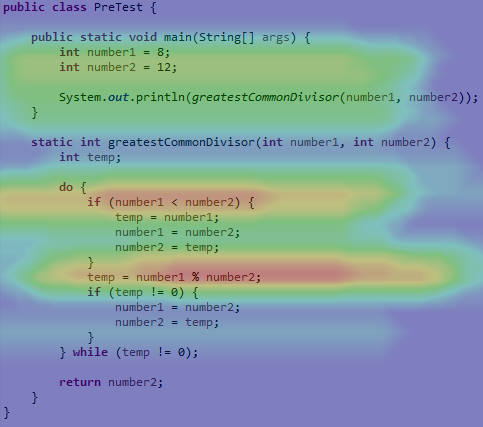 public class PreTest {
public static void main(String[] args) {
int number1 = 8;
int number2 = 12;
System.out.println(greatestCommonDivisor(number1, number2));
}
static int greatestCommonDivisor(int number1, int number2) {
int temp;
do {
if (number1 < number2) {
temp = number1;
number1 = number2;
number2 = temp;
}
temp = number1 % number2;
if (temp != 0) {
number1 = number2;
number2 = temp;
}
} while (temp != 0);
return number2;
}
}